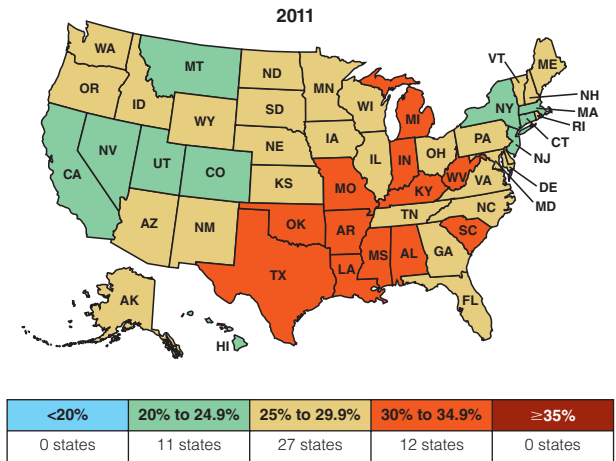 2011
WA
MT
ND
MN
VT
ME
OR
ID
SD
WI
MI
NY
NH
MA
RI
CT
WY
IA
PA
NJ
NV
UT
CO
NE
IL
IN
OH
DE
MD
CA
KS
MO
KY
WV
VA
AZ
NM
OK
AR
TN
NC
SC
TX
LA
MS
AL
GA
FL
AK
HI
<20% 20% to 24.9% 25% to 29.9% 30% to 34.9% ≥35%
0 states 11 states 27 states 12 states 0 states